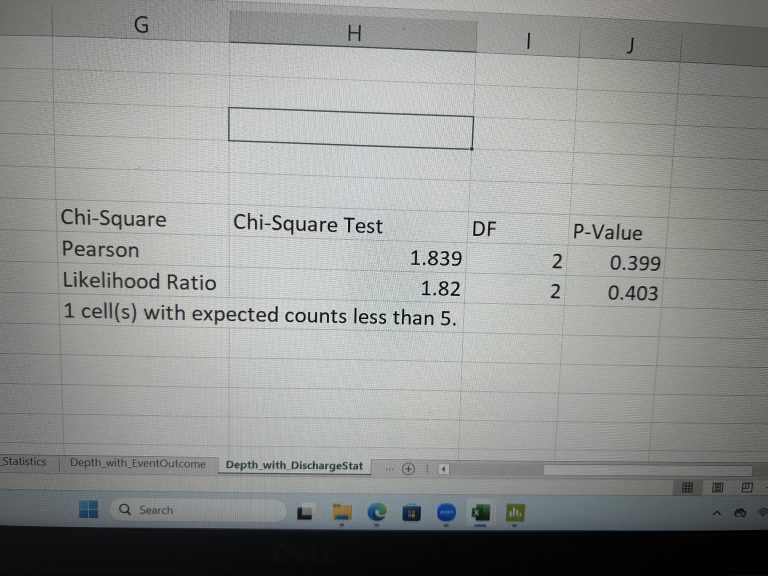 G H I J
Chi-Square Chi-Square Test DF P-Value
Pearson 1.839 2 0.399
Likelihood Ratio 1.82 2 0.403
1 cell(s) with expected counts less than 5.
_Statistics Depth_with_EventOutcome Depth_with_DischargeStat ...
Search
DELL